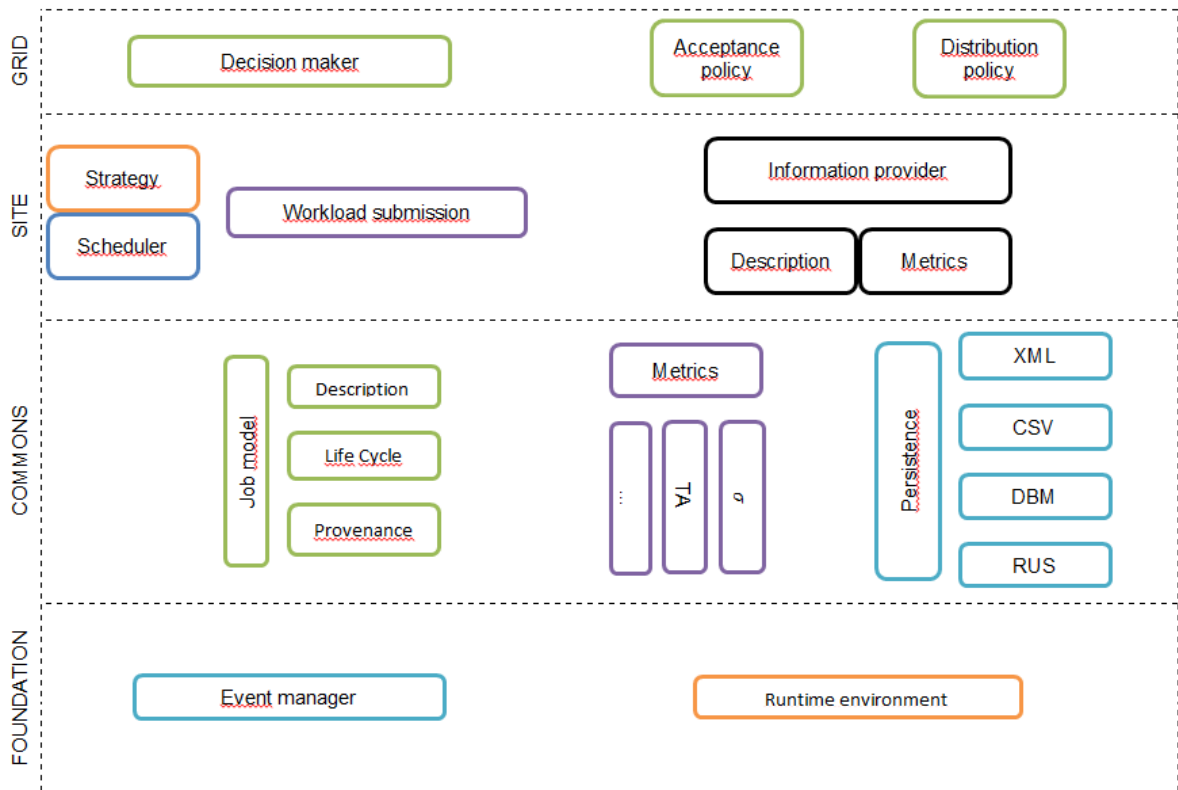 GRID
Decision maker
Acceptance
policy
Distribution
policy
SITE
Strategy
Scheduler
Workload submission
Information provider
Description
Metrics
COMMONS
Job model
Description
Life Cycle
Provenance
Metrics
...
TA
σ
Persistence
XML
CSV
DBM
RUS
FOUNDATION
Event manager
Runtime environment